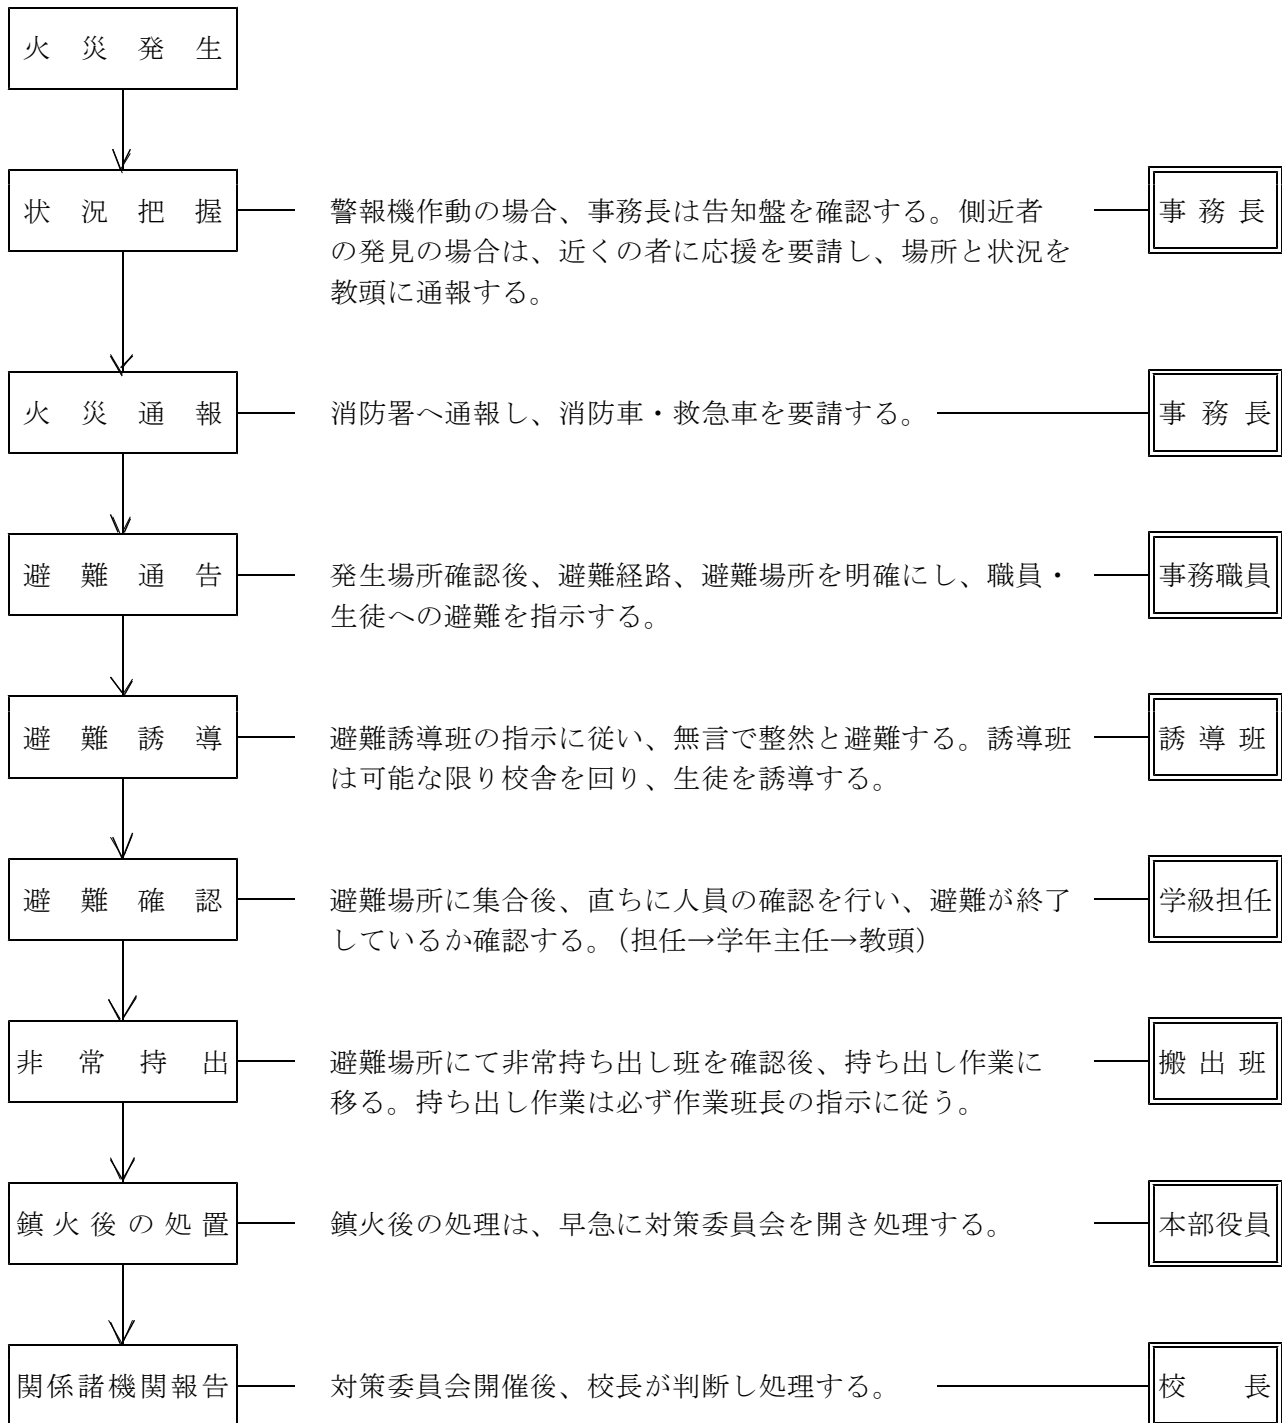 火災発生
状況把握
警報機作動の場合、事務長は告知盤を確認する。側近者
の発見の場合は、近くの者に応援を要請し、場所と状況を
教頭に通報する。
事務長
火災通報
消防署へ通報し、消防車・救急車を要請する。
事務長
避難通告
発生場所確認後、避難経路、避難場所を明確にし、職員・
生徒への避難を指示する。
事務職員
避難誘導
避難誘導班の指示に従い、無言で整然と避難する。誘導班
は可能な限り校舎を回り、生徒を誘導する。
誘導班
避難確認
避難場所に集合後、直ちに人員の確認を行い、避難が終了
しているか確認する。（担任→学年主任→教頭）
学級担任
非常持出
避難場所にて非常持ち出し班を確認後、持ち出し作業に
移る。持ち出し作業は必ず作業班長の指示に従う。
搬出班
鎮火後の処置
鎮火後の処理は、早急に対策委員会を開き処理する。
本部役員
関係諸機関報告
対策委員会開催後、校長が判断し処理する。
校長